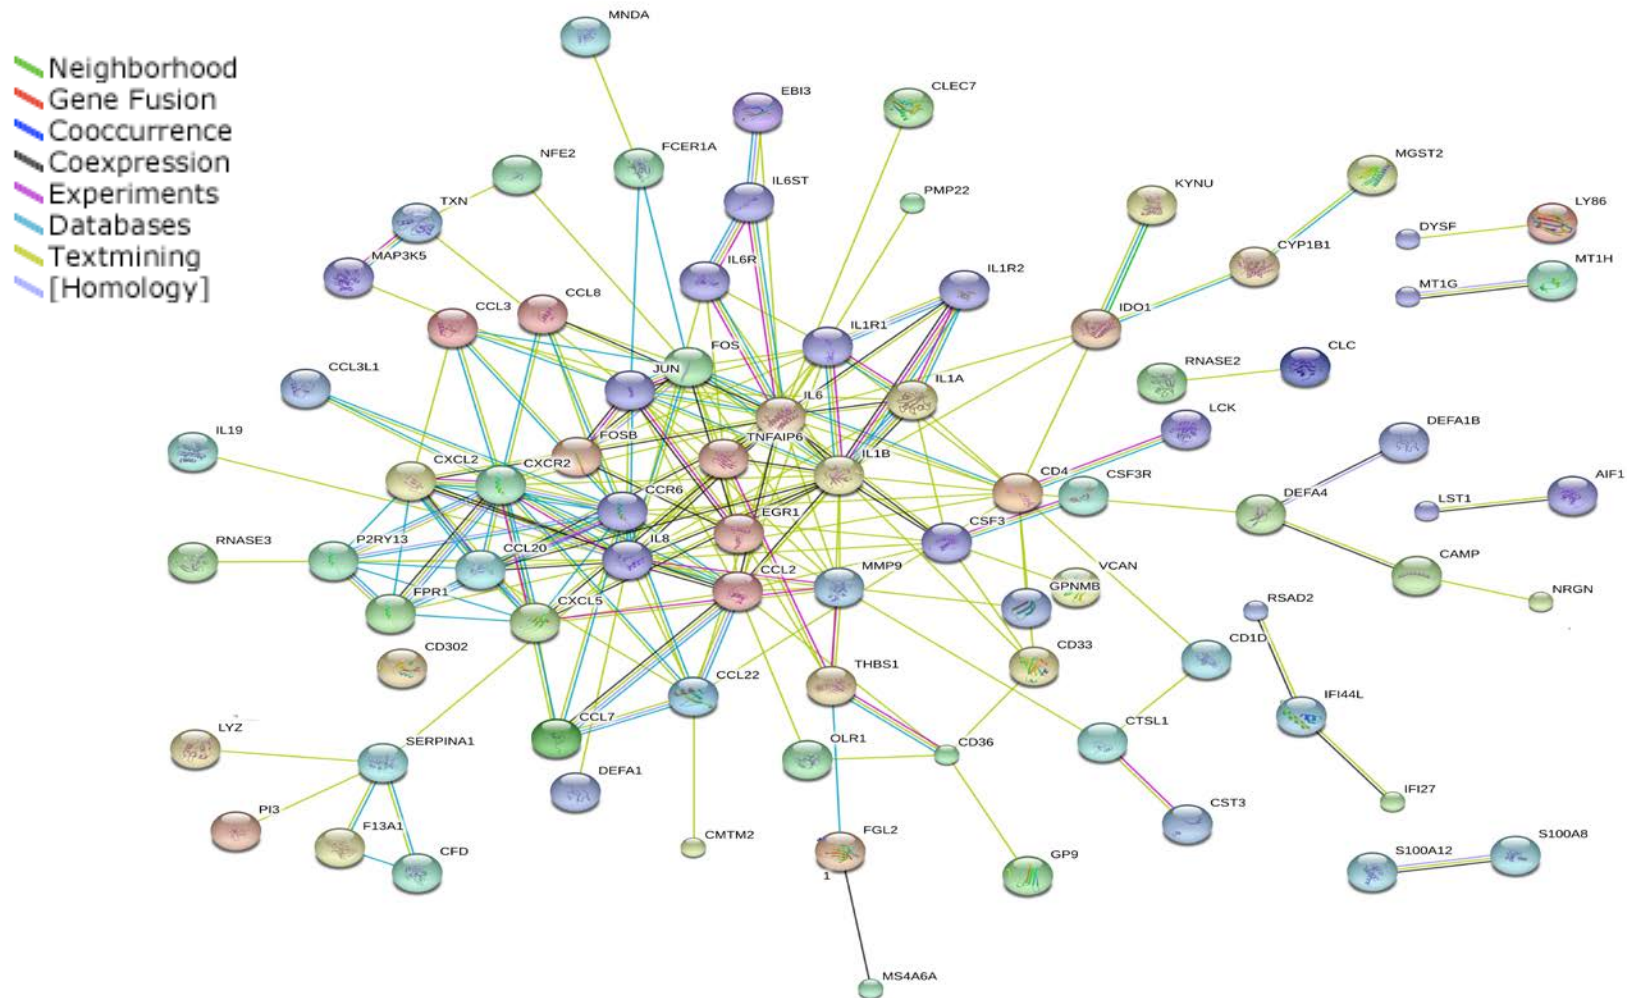 Neighborhood
Gene Fusion
Cooccurrence
Coexpression
Experiments
Databases
Textmining
[Homology]
MNDA
EBI3
CLEC7
NFE2
FCER1A
MGST2
IL6ST
KYNU
PMP22
TXN
LY86
DYSF
CYP1B1
MAP3K5
IL6R
IL1R2
MT1H
MT1G
CCL3
CCL8
IDO1
IL1R1
FOS
CLC
RNASE2
JUN
CCL3L1
IL1A
IL6
LCK
DEFA1B
FOSB
TNFAIP6
IL19
CXCL2
CXCR2
IL1B
CD4
CSF3R
AIF1
DEFA4
LST1
CCR6
EGR1
CSF3
RNASE3
P2RY13
IL8
CCL20
CCL2
MMP9
VCAN
CAMP
GPNMB
FPR1
CXCL5
NRGN
RSAD2
CD302
CD33
CD1D
THBS1
CCL22
IFI44L
CCL7
CTSL1
LYZ
SERPINA1
OLR1
CD36
DEFA1
IFI27
PI3
CST3
F13A1
CMTM2
FGL2
CFD
GP9
S100A12
S100A8
1
MS4A6A